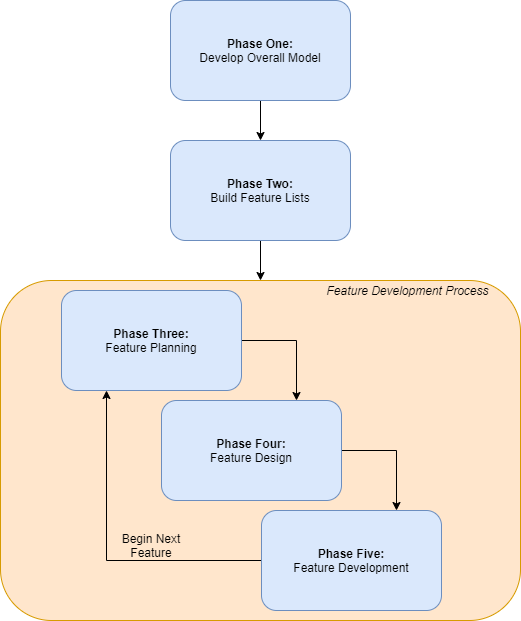 Phase One:
Develop Overall Model
Phase Two:
Build Feature Lists
Feature Development Process
Phase Three:
Feature Planning
Phase Four:
Feature Design
Begin Next
Feature
Phase Five:
Feature Development